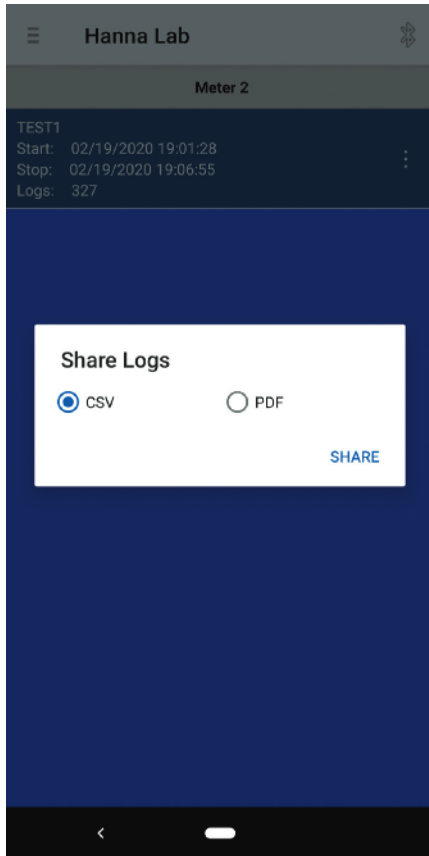 Hanna Lab
Meter 2
TEST1
Start: 02/19/2020 19:01:28
Stop: 02/19/2020 19:06:55
Logs: 327
Share Logs
CSV PDF
SHARE